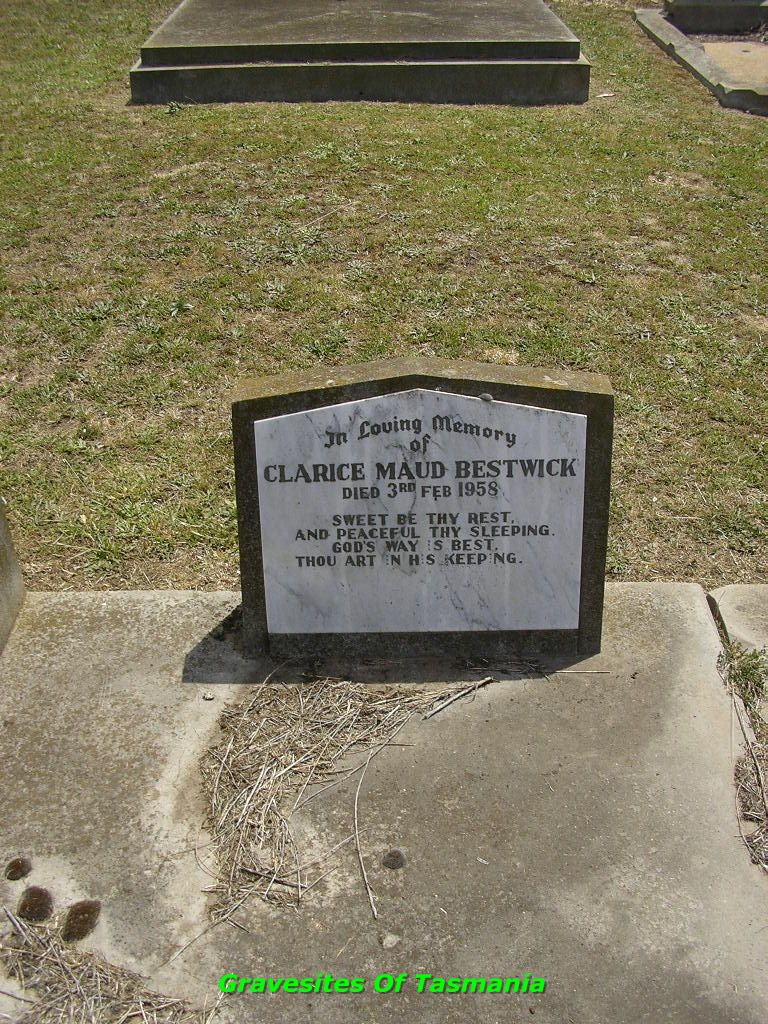 In Loving Memory
of
CLARICE MAUD BESTWICK
DIED 3RD FEB 1958
SWEET BE THY REST,
AND PEACEFUL THY SLEEPING.
GOD'S WAY IS BEST,
THOU ART IN HIS KEEPING.
Gravesites Of Tasmania